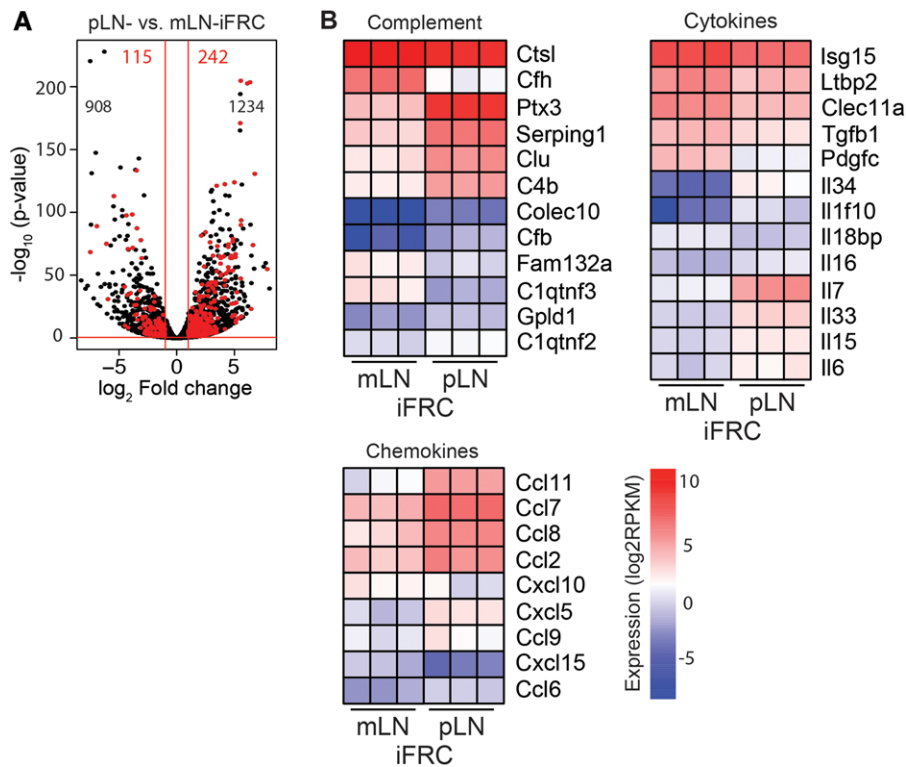 A
pLN- vs. mLN-iFRC
115
242
908
1234
200
150
100
50
0
-log10 (p-value)
-5
0
5
log2 Fold change
B
Complement
Ctsl
Cfh
Ptx3
Serping1
Clu
C4b
Colec10
Cfb
Fam132a
C1qtnf3
Gpld1
C1qtnf2
mLN pLN
iFRC
Cytokines
Isg15
Ltbp2
Clec11a
Tgfb1
Pdgfc
Il34
Il1f10
Il18bp
Il16
Il7
Il33
Il15
Il6
mLN pLN
iFRC
Chemokines
Ccl11
Ccl7
Ccl8
Ccl2
Cxcl10
Cxcl5
Ccl9
Cxcl15
Ccl6
mLN pLN
iFRC
Expression (log2RPKM)
10
5
0
-5